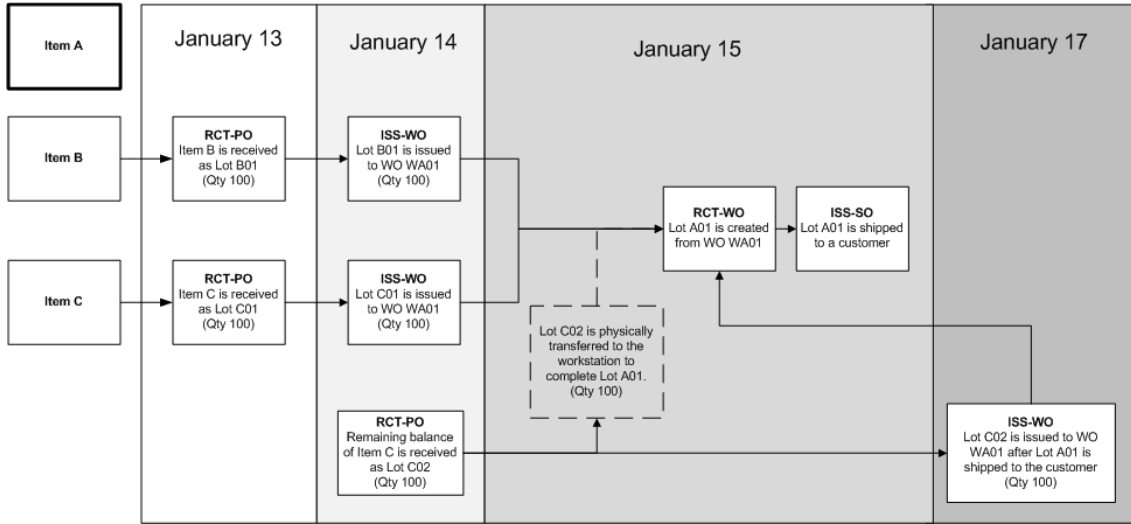 Item A
January 13
January 14
January 15
January 17
Item B
RCT-PO
Item B is received
as Lot B01
(Qty 100)
ISS-WO
Lot B01 is issued
to WO WA01
(Qty 100)
RCT-WO
Lot A01 is created
from WO WA01
ISS-SO
Lot A01 is shipped
to a customer
Item C
RCT-PO
Item C is received
as Lot C01
(Qty 100)
ISS-WO
Lot C01 is issued
to WO WA01
(Qty 100)
Lot C02 is physically
transferred to the
workstation to
complete Lot A01.
(Qty 100)
RCT-PO
Remaining balance
of Item C is received
as Lot C02
(Qty 100)
ISS-WO
Lot C02 is issued to WO
WA01 after Lot A01 is
shipped to the customer
(Qty 100)